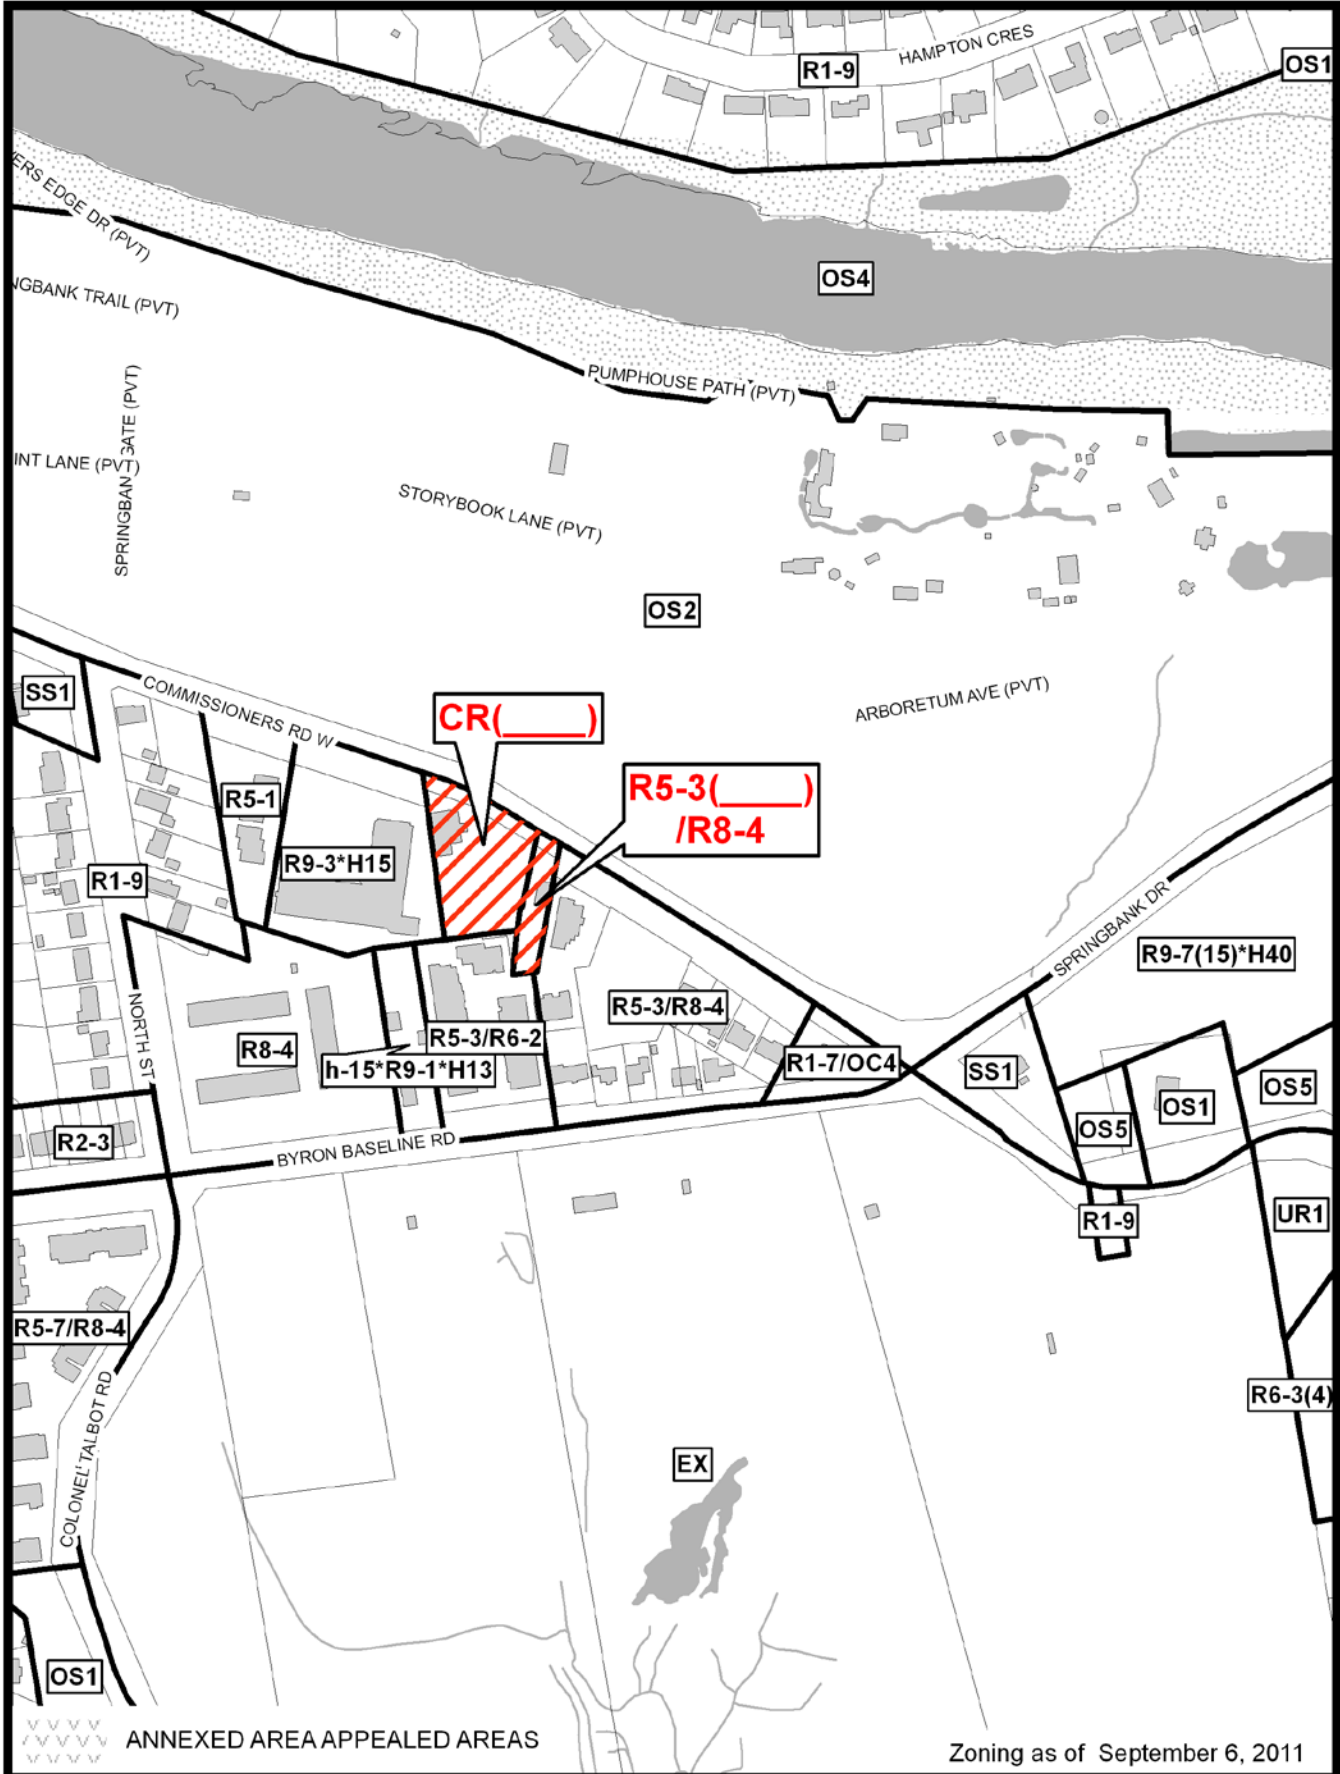 HAMPTON CRES
R1-9
OS1
ERS EDGE DR (PVT)
OS4
NGBANK TRAIL (PVT)
PUMPHOUSE PATH (PVT)
SPRINGBAN GATE (PVT)
INT LANE (PVT)
STORYBOOK LANE (PVT)
OS2
SS1
COMMISSIONERS RD W
CR(_____)
ARBORETUM AVE (PVT)
R5-3(_____)
/R8-4
R5-1
R9-3*H15
R1-9
SPRINGBANK DR
R9-7(15)*H40
NORTH ST
R5-3/R8-4
R8-4
R5-3/R6-2
h-15*R9-1*H13
R1-7/OC4
SS1
OS5
OS1
OS5
R2-3
BYRON BASELINE RD
R1-9
UR1
R5-7/R8-4
COLONEL TALBOT RD
R6-3(4)
EX
OS1
ANNEXED AREA APPEALED AREAS
Zoning as of September 6, 2011